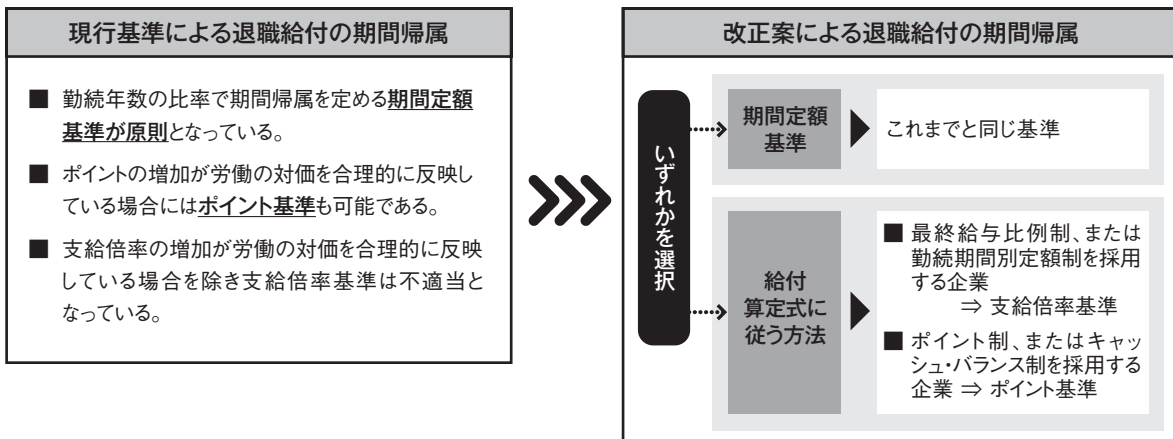 現行基準による退職給付の期間帰属
■ 勤続年数の比率で期間帰属を定める期間定額
基準が原則となっている。
■ ポイントの増加が労働の対価を合理的に反映し
ている場合にはポイント基準も可能である。
■ 支給倍率の増加が労働の対価を合理的に反映
している場合を除き支給倍率基準は不適当と
なっている。
改正案による退職給付の期間帰属
いずれかを選択
期間定額
基準
これまでと同じ基準
給付
算定式に
従う方法
■ 最終給与比例制、または
勤続期間別定額制を採用
する企業
⇒ 支給倍率基準
■ ポイント制、またはキャッ
シュ・バランス制を採用する
企業 ⇒ ポイント基準